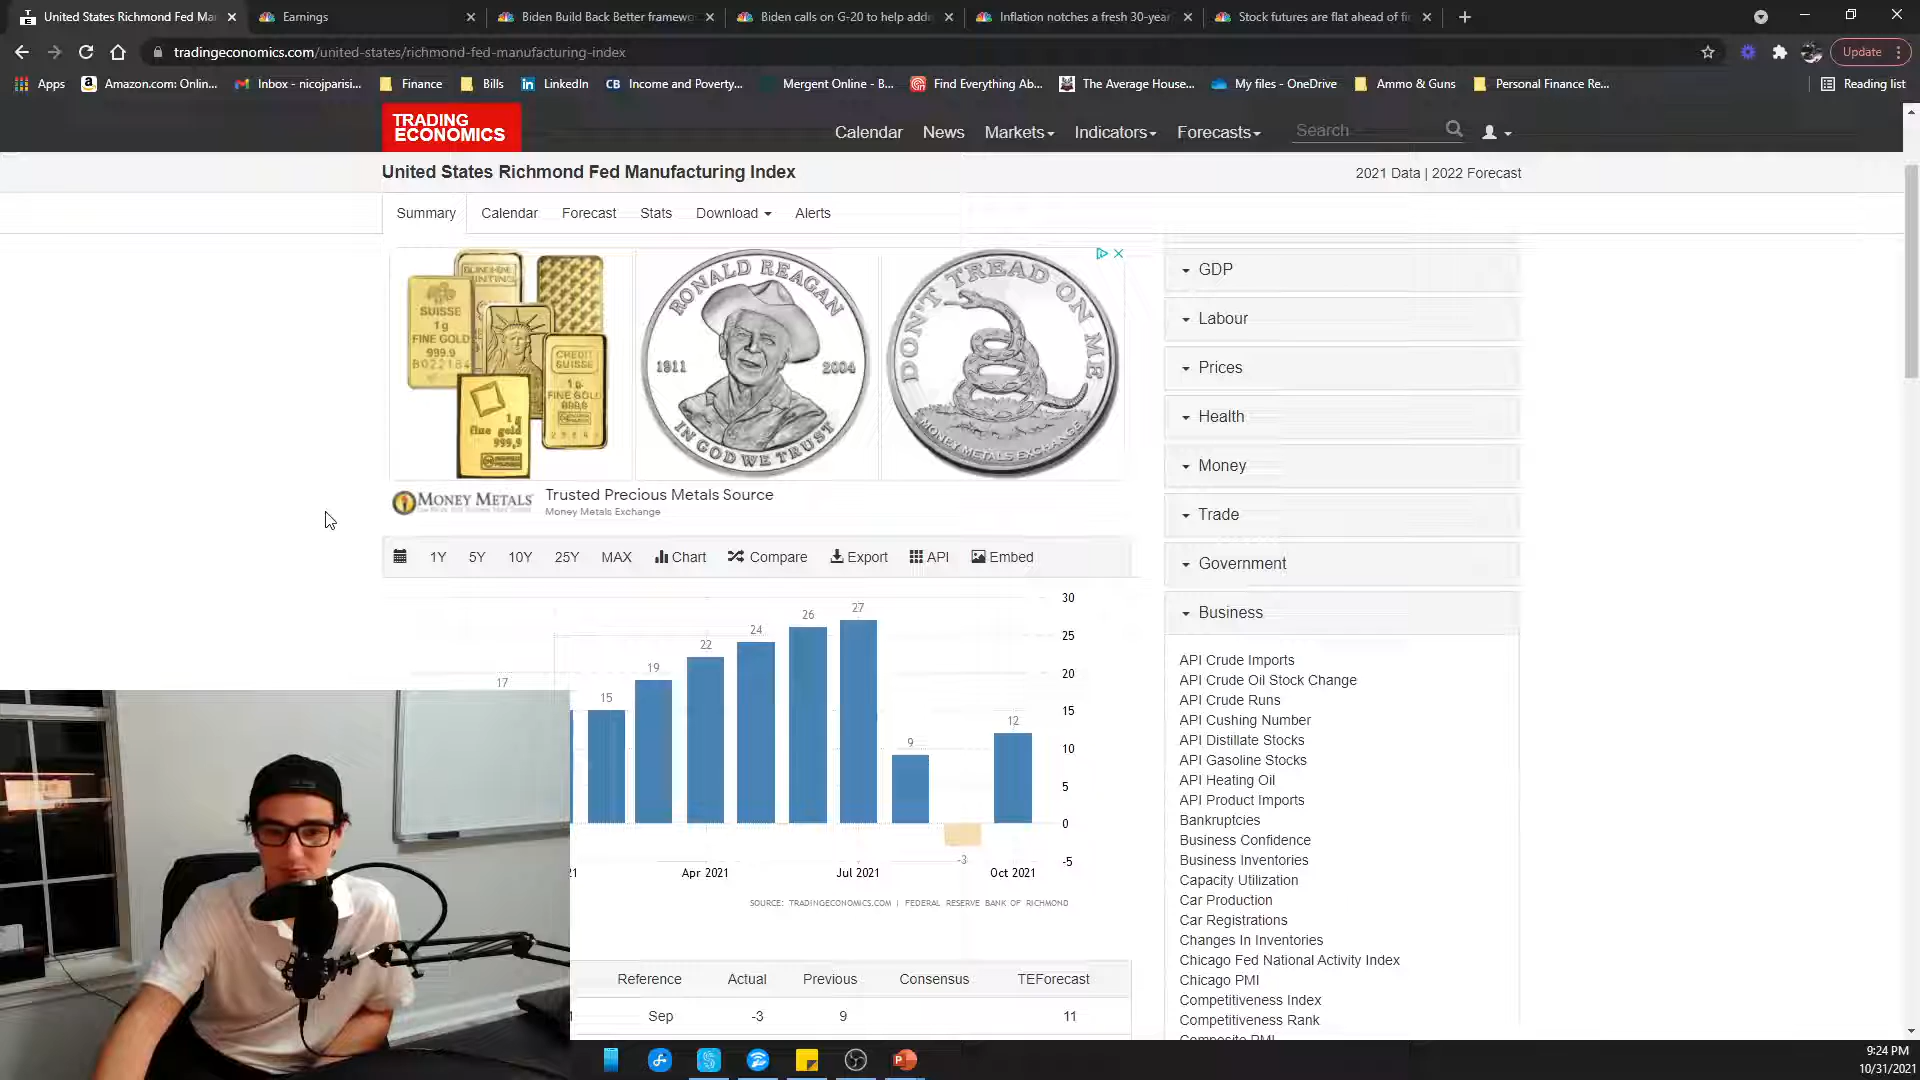 United States Richmond Fed Ma
Earnings
Biden Build Back Better framewo
Biden calls on G-20 to help addr
Inflation notches a fresh 30-year
Stock futures are flat ahead of fi
tradingeconomics.com/united-states/richmond-fed-manufacturing-index
Update
Apps
Amazon.com: Onlin...
Inbox - nicojparisi...
Finance
Bills
LinkedIn
CB Income and Poverty...
Mergent Online - B...
Find Everything Ab...
The Average House...
My files - OneDrive
Ammo & Guns
Personal Finance Re...
Reading list
TRADING
ECONOMICS
Calendar News Markets Indicators Forecasts Search
United States Richmond Fed Manufacturing Index
2021 Data | 2022 Forecast
Summary Calendar Forecast Stats Download Alerts
SUISSE
1g
FINE GOLD
999.9
B022184
CREDIT
SUISSE
1g
FINE GOLD
999.9
1g
fine gold
999,9
RONALD REAGAN
1911 2004
IN GOD WE TRUST
DON'T TREAD ON ME
MONEY METALS EXCHANGE
MONEY METALS
Trusted Precious Metals Source
Money Metals Exchange
1Y 5Y 10Y 25Y MAX Chart Compare Export API Embed
17
15
19
22
24
26
27
9
-3
12
30
25
20
15
10
5
0
-5
Apr 2021
Jul 2021
Oct 2021
SOURCE: TRADINGECONOMICS.COM | FEDERAL RESERVE BANK OF RICHMOND
Reference Actual Previous Consensus TEForecast
Sep -3 9 11
GDP
Labour
Prices
Health
Money
Trade
Government
Business
API Crude Imports
API Crude Oil Stock Change
API Crude Runs
API Cushing Number
API Distillate Stocks
API Gasoline Stocks
API Heating Oil
API Product Imports
Bankruptcies
Business Confidence
Business Inventories
Capacity Utilization
Car Production
Car Registrations
Changes In Inventories
Chicago Fed National Activity Index
Chicago PMI
Competitiveness Index
Competitiveness Rank
Composite PMI
9:24 PM
10/31/2021